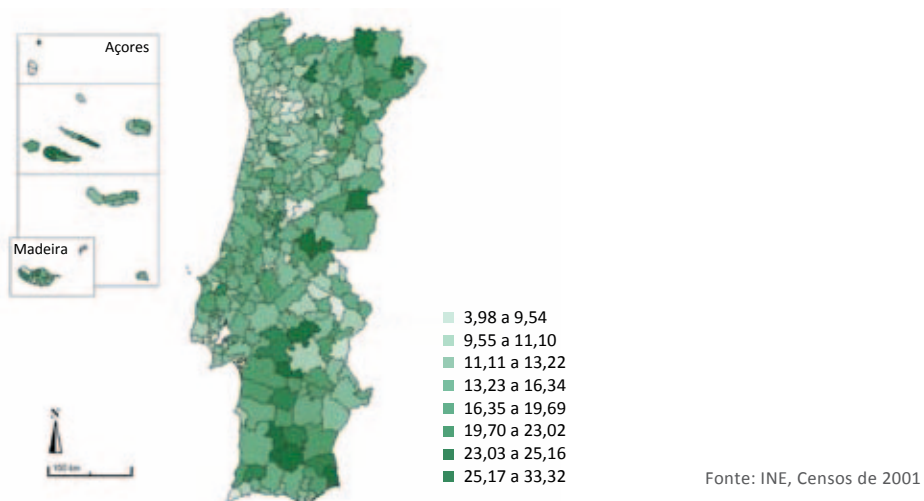 Açores
Madeira
3,98 a 9,54
9,55 a 11,10
11,11 a 13,22
13,23 a 16,34
16,35 a 19,69
19,70 a 23,02
23,03 a 25,16
25,17 a 33,32
N
100 km
Fonte: INE, Censos de 2001